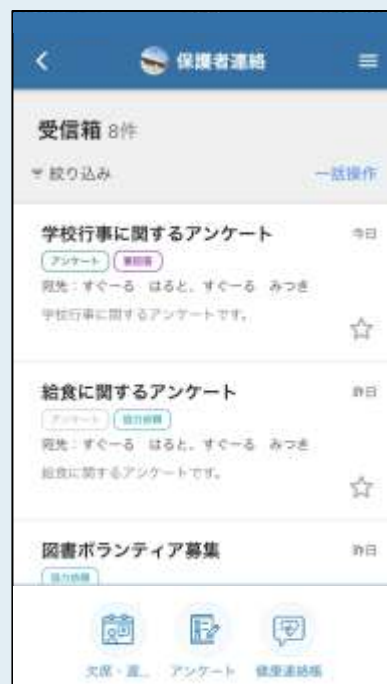 保護者連絡
受信箱 8件
絞り込み
一括操作
学校行事に関するアンケート
今日
アンケート
未回答
宛先：すぐーる はると、すぐーる みつき
学校行事に関するアンケートです。
給食に関するアンケート
昨日
アンケート
協力依頼
宛先：すぐーる はると、すぐーる みつき
給食に関するアンケートです。
図書ボランティア募集
昨日
協力依頼
欠席・遅…
アンケート
健康連絡帳